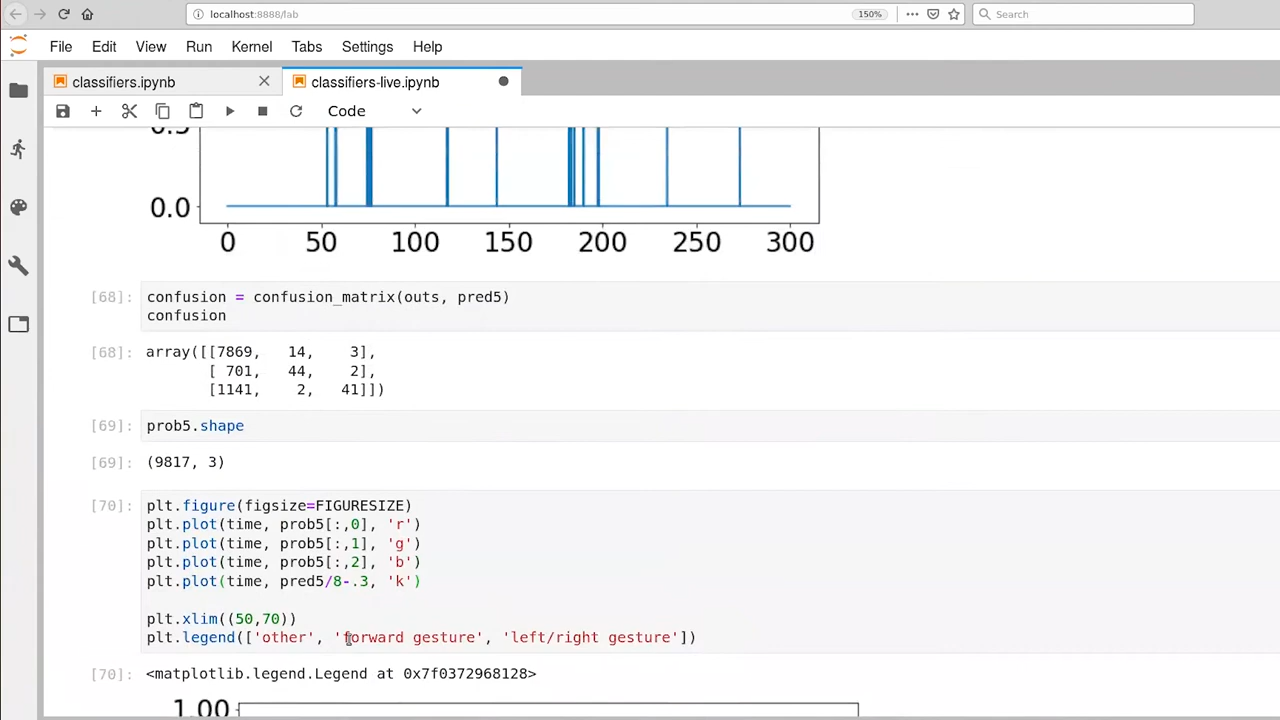 localhost:8888/lab
150%
Search
File Edit View Run Kernel Tabs Settings Help
classifiers.ipynb
classifiers-live.ipynb
Code
0.5
0.0
0 50 100 150 200 250 300
[68]: confusion = confusion_matrix(outs, pred5)
confusion
[68]: array([[7869, 14, 3],
[ 701, 44, 2],
[1141, 2, 41]])
[69]: prob5.shape
[69]: (9817, 3)
[70]: plt.figure(figsize=FIGURESIZE)
plt.plot(time, prob5[:,0], 'r')
plt.plot(time, prob5[:,1], 'g')
plt.plot(time, prob5[:,2], 'b')
plt.plot(time, pred5/8-.3, 'k')
plt.xlim((50,70))
plt.legend(['other', 'forward gesture', 'left/right gesture'])
[70]: <matplotlib.legend.Legend at 0x7f0372968128>
1.00